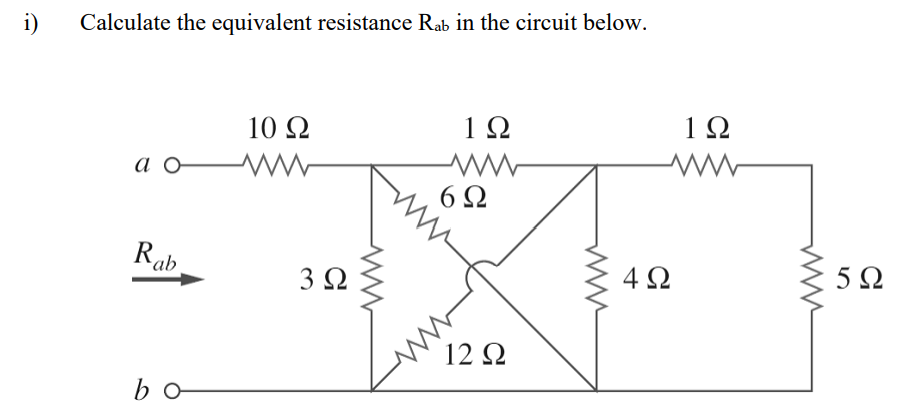 i) Calculate the equivalent resistance Rab in the circuit below.
10 Ω 1 Ω 1 Ω
a
6 Ω
Rab
3 Ω 4 Ω 5 Ω
12 Ω
b